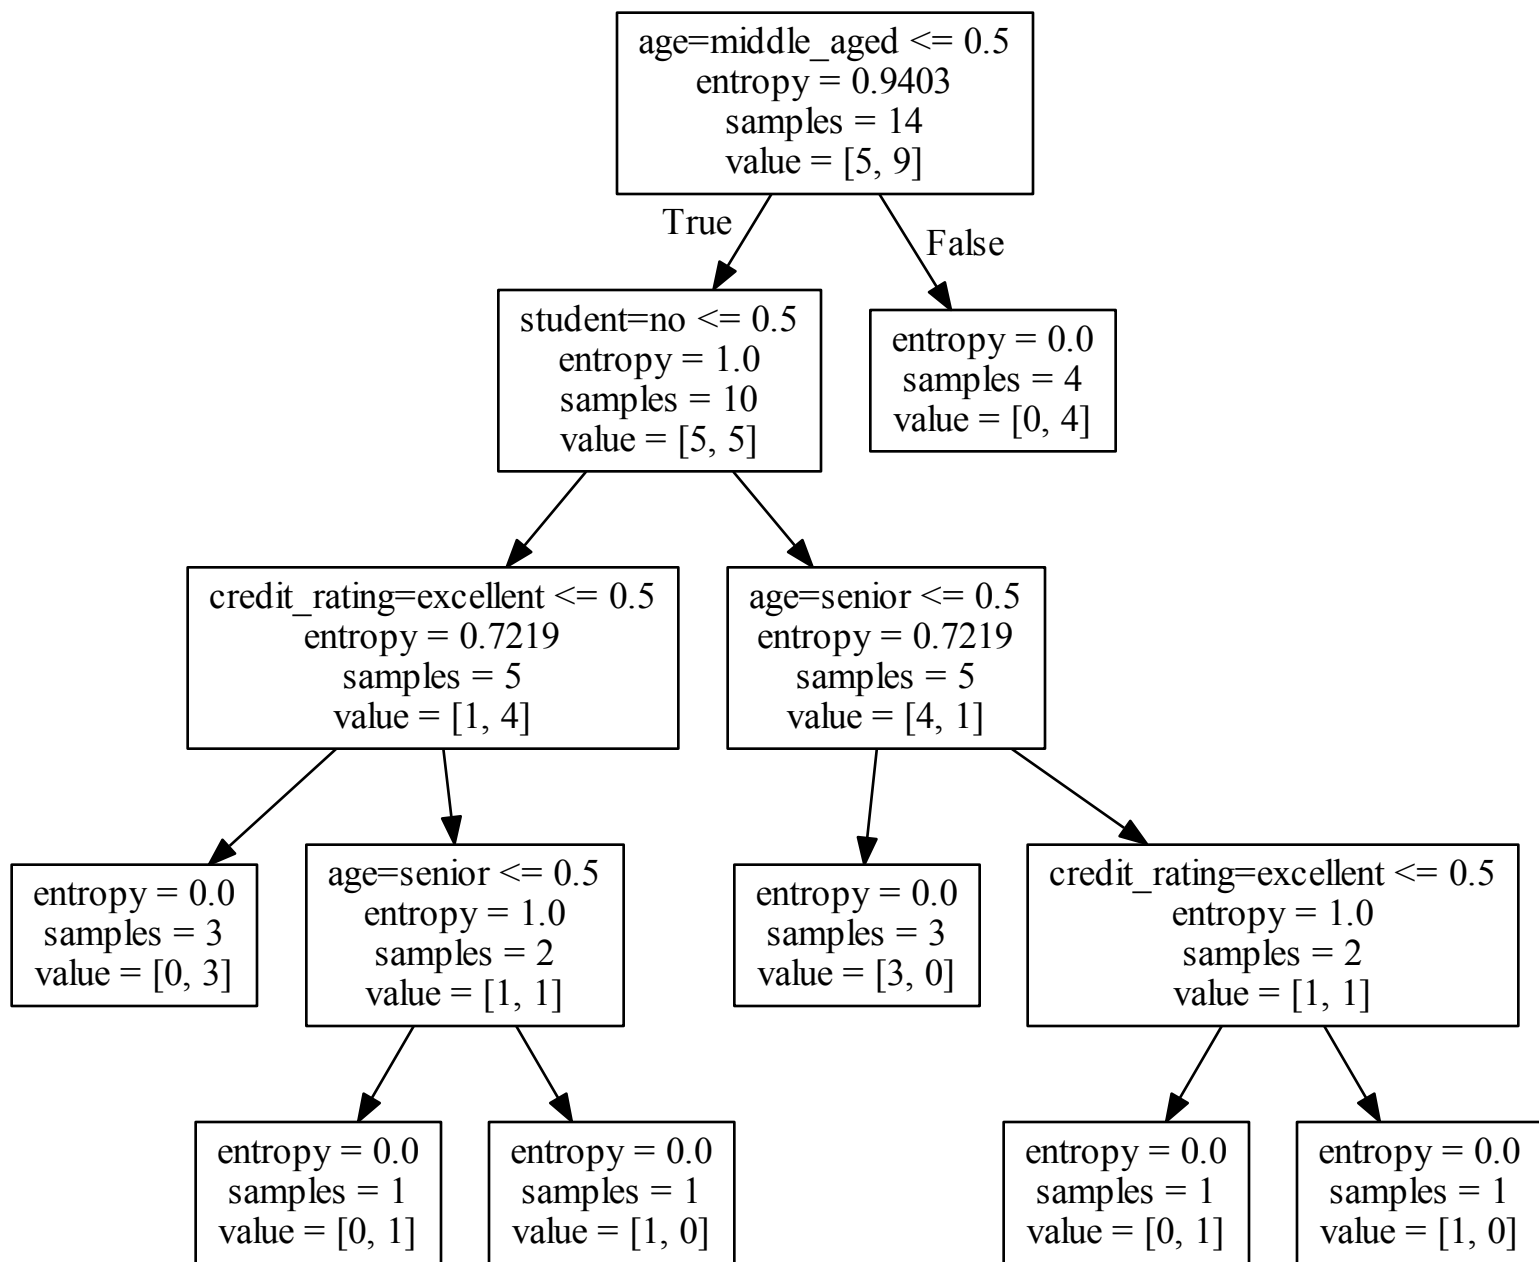 age=middle_aged <= 0.5
entropy = 0.9403
samples = 14
value = [5, 9]
True
False
student=no <= 0.5
entropy = 1.0
samples = 10
value = [5, 5]
entropy = 0.0
samples = 4
value = [0, 4]
credit_rating=excellent <= 0.5
entropy = 0.7219
samples = 5
value = [1, 4]
age=senior <= 0.5
entropy = 0.7219
samples = 5
value = [4, 1]
entropy = 0.0
samples = 3
value = [0, 3]
age=senior <= 0.5
entropy = 1.0
samples = 2
value = [1, 1]
entropy = 0.0
samples = 3
value = [3, 0]
credit_rating=excellent <= 0.5
entropy = 1.0
samples = 2
value = [1, 1]
entropy = 0.0
samples = 1
value = [0, 1]
entropy = 0.0
samples = 1
value = [1, 0]
entropy = 0.0
samples = 1
value = [0, 1]
entropy = 0.0
samples = 1
value = [1, 0]